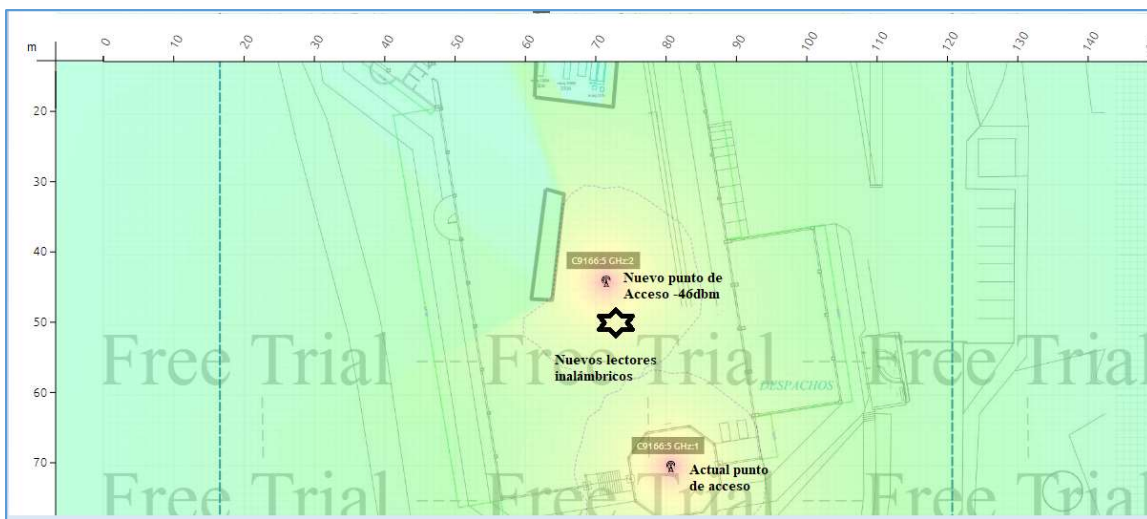 m 0 10 20 30 40 50 60 70 80 90 100 110 120 130 140
20
30
40
C9166:5 GHz:2
Nuevo punto de
Acceso -46dbm
50
Free Trial Free Trial Free Trial
Nuevos lectores
inalámbricos
DESPACHOS
60
C9166:5 GHz:1
70
Actual punto
de acceso
Free Trial Free Trial Free Trial